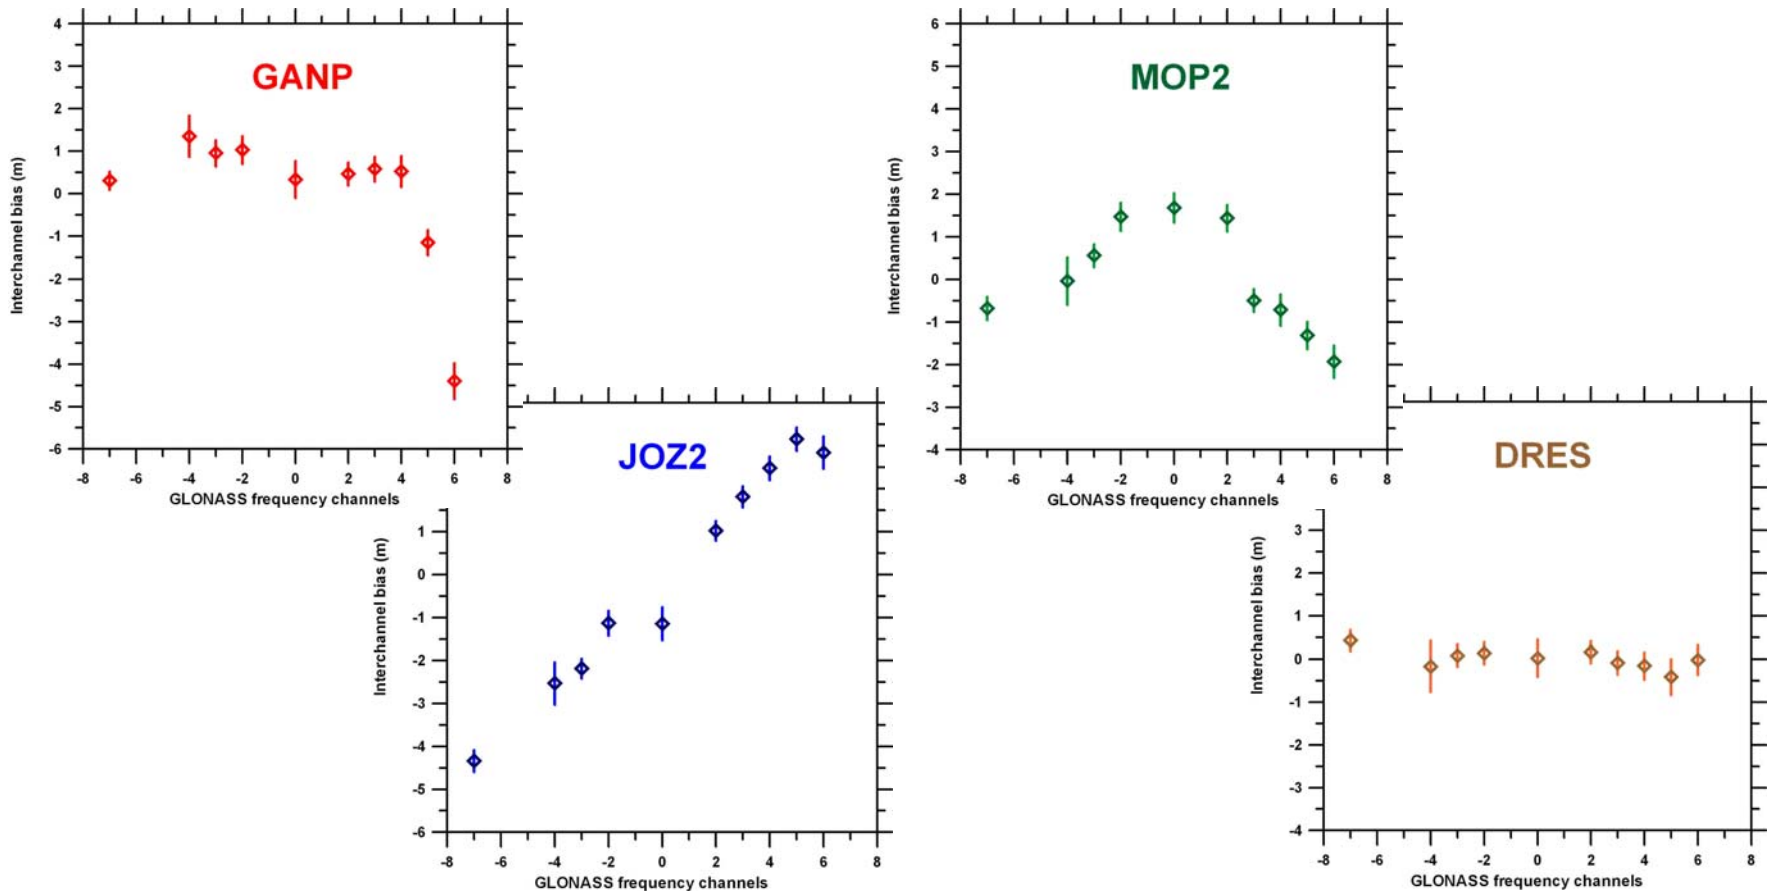 GANP
Interchannel bias (m)
4
3
2
1
0
-1
-2
-3
-4
-5
-6
-8 -6 -4 -2 0 2 4 6 8
GLONASS frequency channels
JOZ2
Interchannel bias (m)
1
0
-1
-2
-3
-4
-5
-6
-8 -6 -4 -2 0 2 4 6 8
GLONASS frequency channels
MOP2
Interchannel bias (m)
6
5
4
3
2
1
0
-1
-2
-3
-4
-8 -6 -4 -2 0 2 4 6 8
GLONASS frequency channels
DRES
Interchannel bias (m)
3
2
1
0
-1
-2
-3
-4
-8 -6 -4 -2 0 2 4 6 8
GLONASS frequency channels